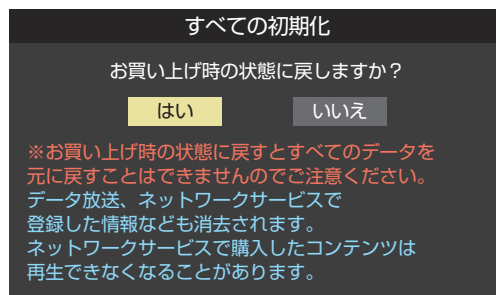 すべての初期化
お買い上げ時の状態に戻しますか？
はい いいえ
※お買い上げ時の状態に戻すとすべてのデータを
元に戻すことはできませんのでご注意ください。
データ放送、ネットワークサービスで
登録した情報なども消去されます。
ネットワークサービスで購入したコンテンツは
再生できなくなることがあります。